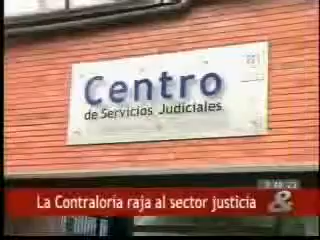 Centro
de Servicios Judiciales
La Contraloría raja al sector justicia